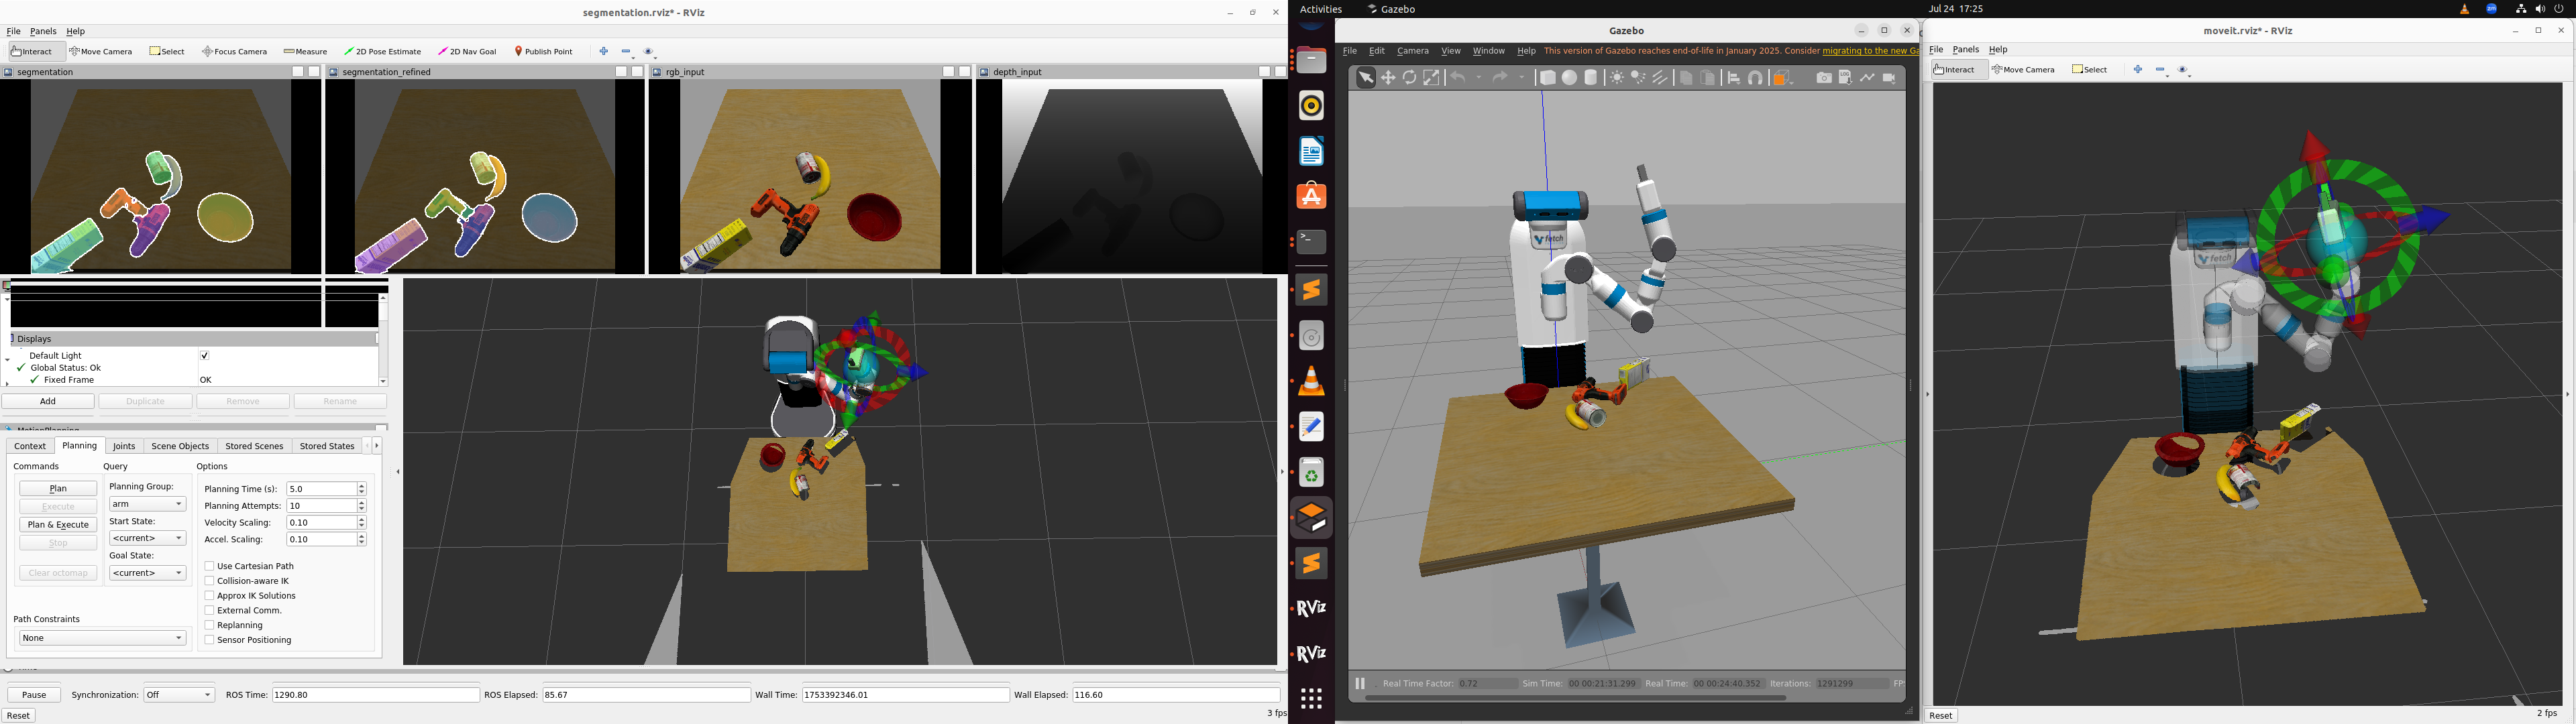 segmentation.rviz* - RViz
File Panels Help
Interact Move Camera Select Focus Camera Measure 2D Pose Estimate 2D Nav Goal Publish Point
segmentation
segmentation_refined
rgb_input
depth_input
Displays
Default Light
Global Status: Ok
Fixed Frame OK
Add Duplicate Remove Rename
MotionPlanning
Context Planning Joints Scene Objects Stored Scenes Stored States
Commands Query Options
Plan
Execute
Plan & Execute
Stop
Clear octomap
Planning Group:
arm
Start State:
<current>
Goal State:
<current>
Planning Time (s): 5.0
Planning Attempts: 10
Velocity Scaling: 0.10
Accel. Scaling: 0.10
Use Cartesian Path
Collision-aware IK
Approx IK Solutions
External Comm.
Replanning
Sensor Positioning
Path Constraints
None
Pause Synchronization: Off ROS Time: 1290.80 ROS Elapsed: 85.67 Wall Time: 1753392346.01 Wall Elapsed: 116.60
Reset
3 fps
Activities Gazebo
Jul 24 17:25
Gazebo
File Edit Camera View Window Help This version of Gazebo reaches end-of-life in January 2025. Consider migrating to the new Ga
fetch
RViz
RViz
Real Time Factor: 0.72 Sim Time: 00 00:21:31.299 Real Time: 00 00:24:40.352 Iterations: 1291299 FP
moveit.rviz* - RViz
File Panels Help
Interact Move Camera Select
fetch
Reset
2 fps